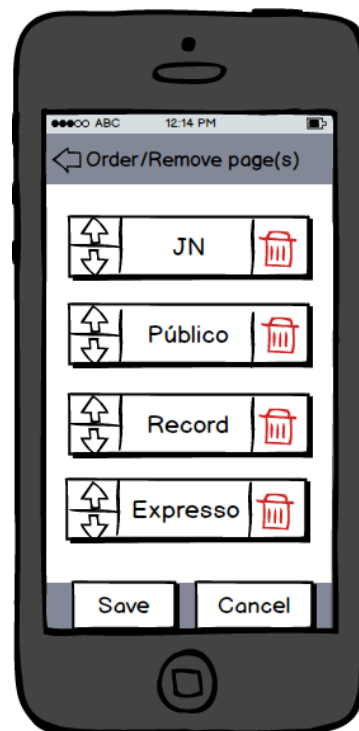 ABC 12:14 PM
Order/Remove page(s)
JN
Público
Record
Expresso
Save Cancel